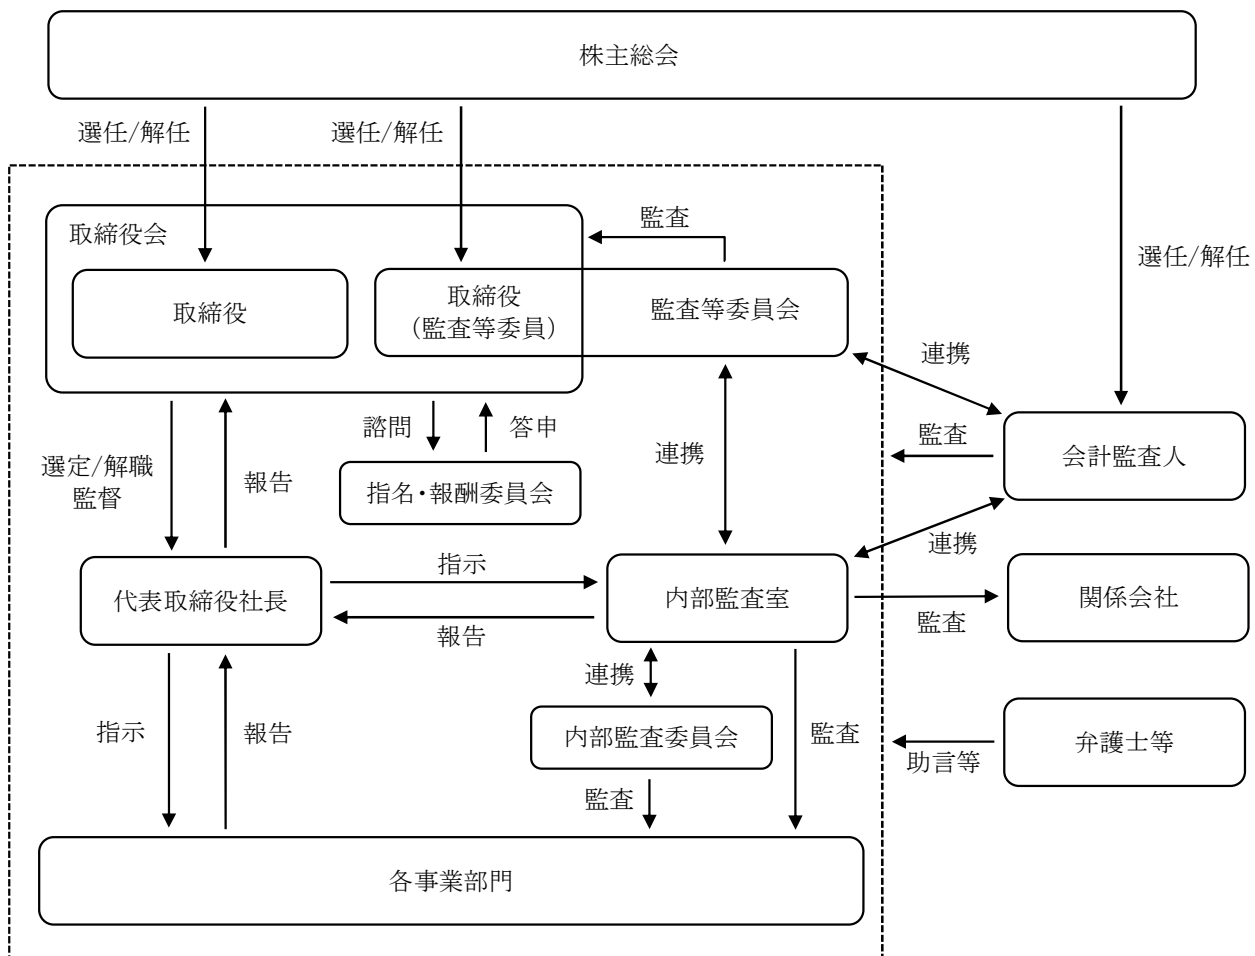 株主総会
選任/解任
選任/解任
選任/解任
取締役会
監査
取締役
取締役
（監査等委員）
監査等委員会
連携
諮問
答申
連携
監査
会計監査人
選定/解職
監督
報告
指名・報酬委員会
連携
指示
代表取締役社長
報告
内部監査室
監査
関係会社
連携
指示
報告
内部監査委員会
監査
監査
助言等
弁護士等
各事業部門